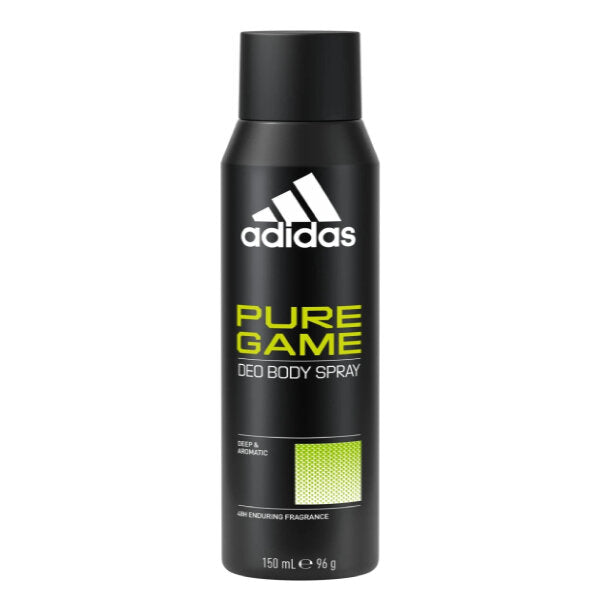 adidas
PURE
GAME
DEO BODY SPRAY
DEEP &
AROMATIC
48H ENDURING FRAGRANCE
150 mL ℮ 96 g